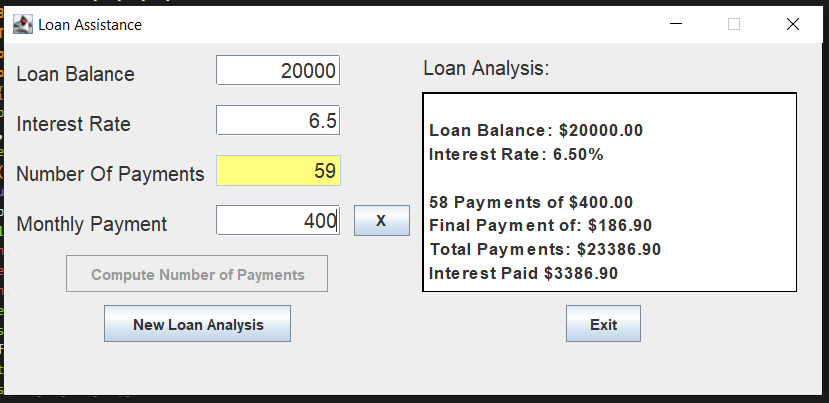 Loan Assistance
Loan Balance 20000
Interest Rate 6.5
Number Of Payments 59
Monthly Payment 400 X
Compute Number of Payments
New Loan Analysis
Loan Analysis:
Loan Balance: $20000.00
Interest Rate: 6.50%
58 Payments of $400.00
Final Payment of: $186.90
Total Payments: $23386.90
Interest Paid $3386.90
Exit